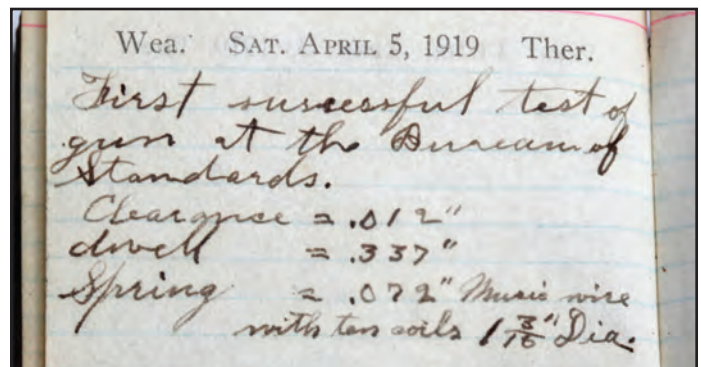 Wea. SAT. APRIL 5, 1919 Ther.
First successful test of
gun at the Bureau of
Standards.
Clearance = .012"
dwell = .337"
Spring = .072" Music wire
with ten coils 1 3/16" Dia.